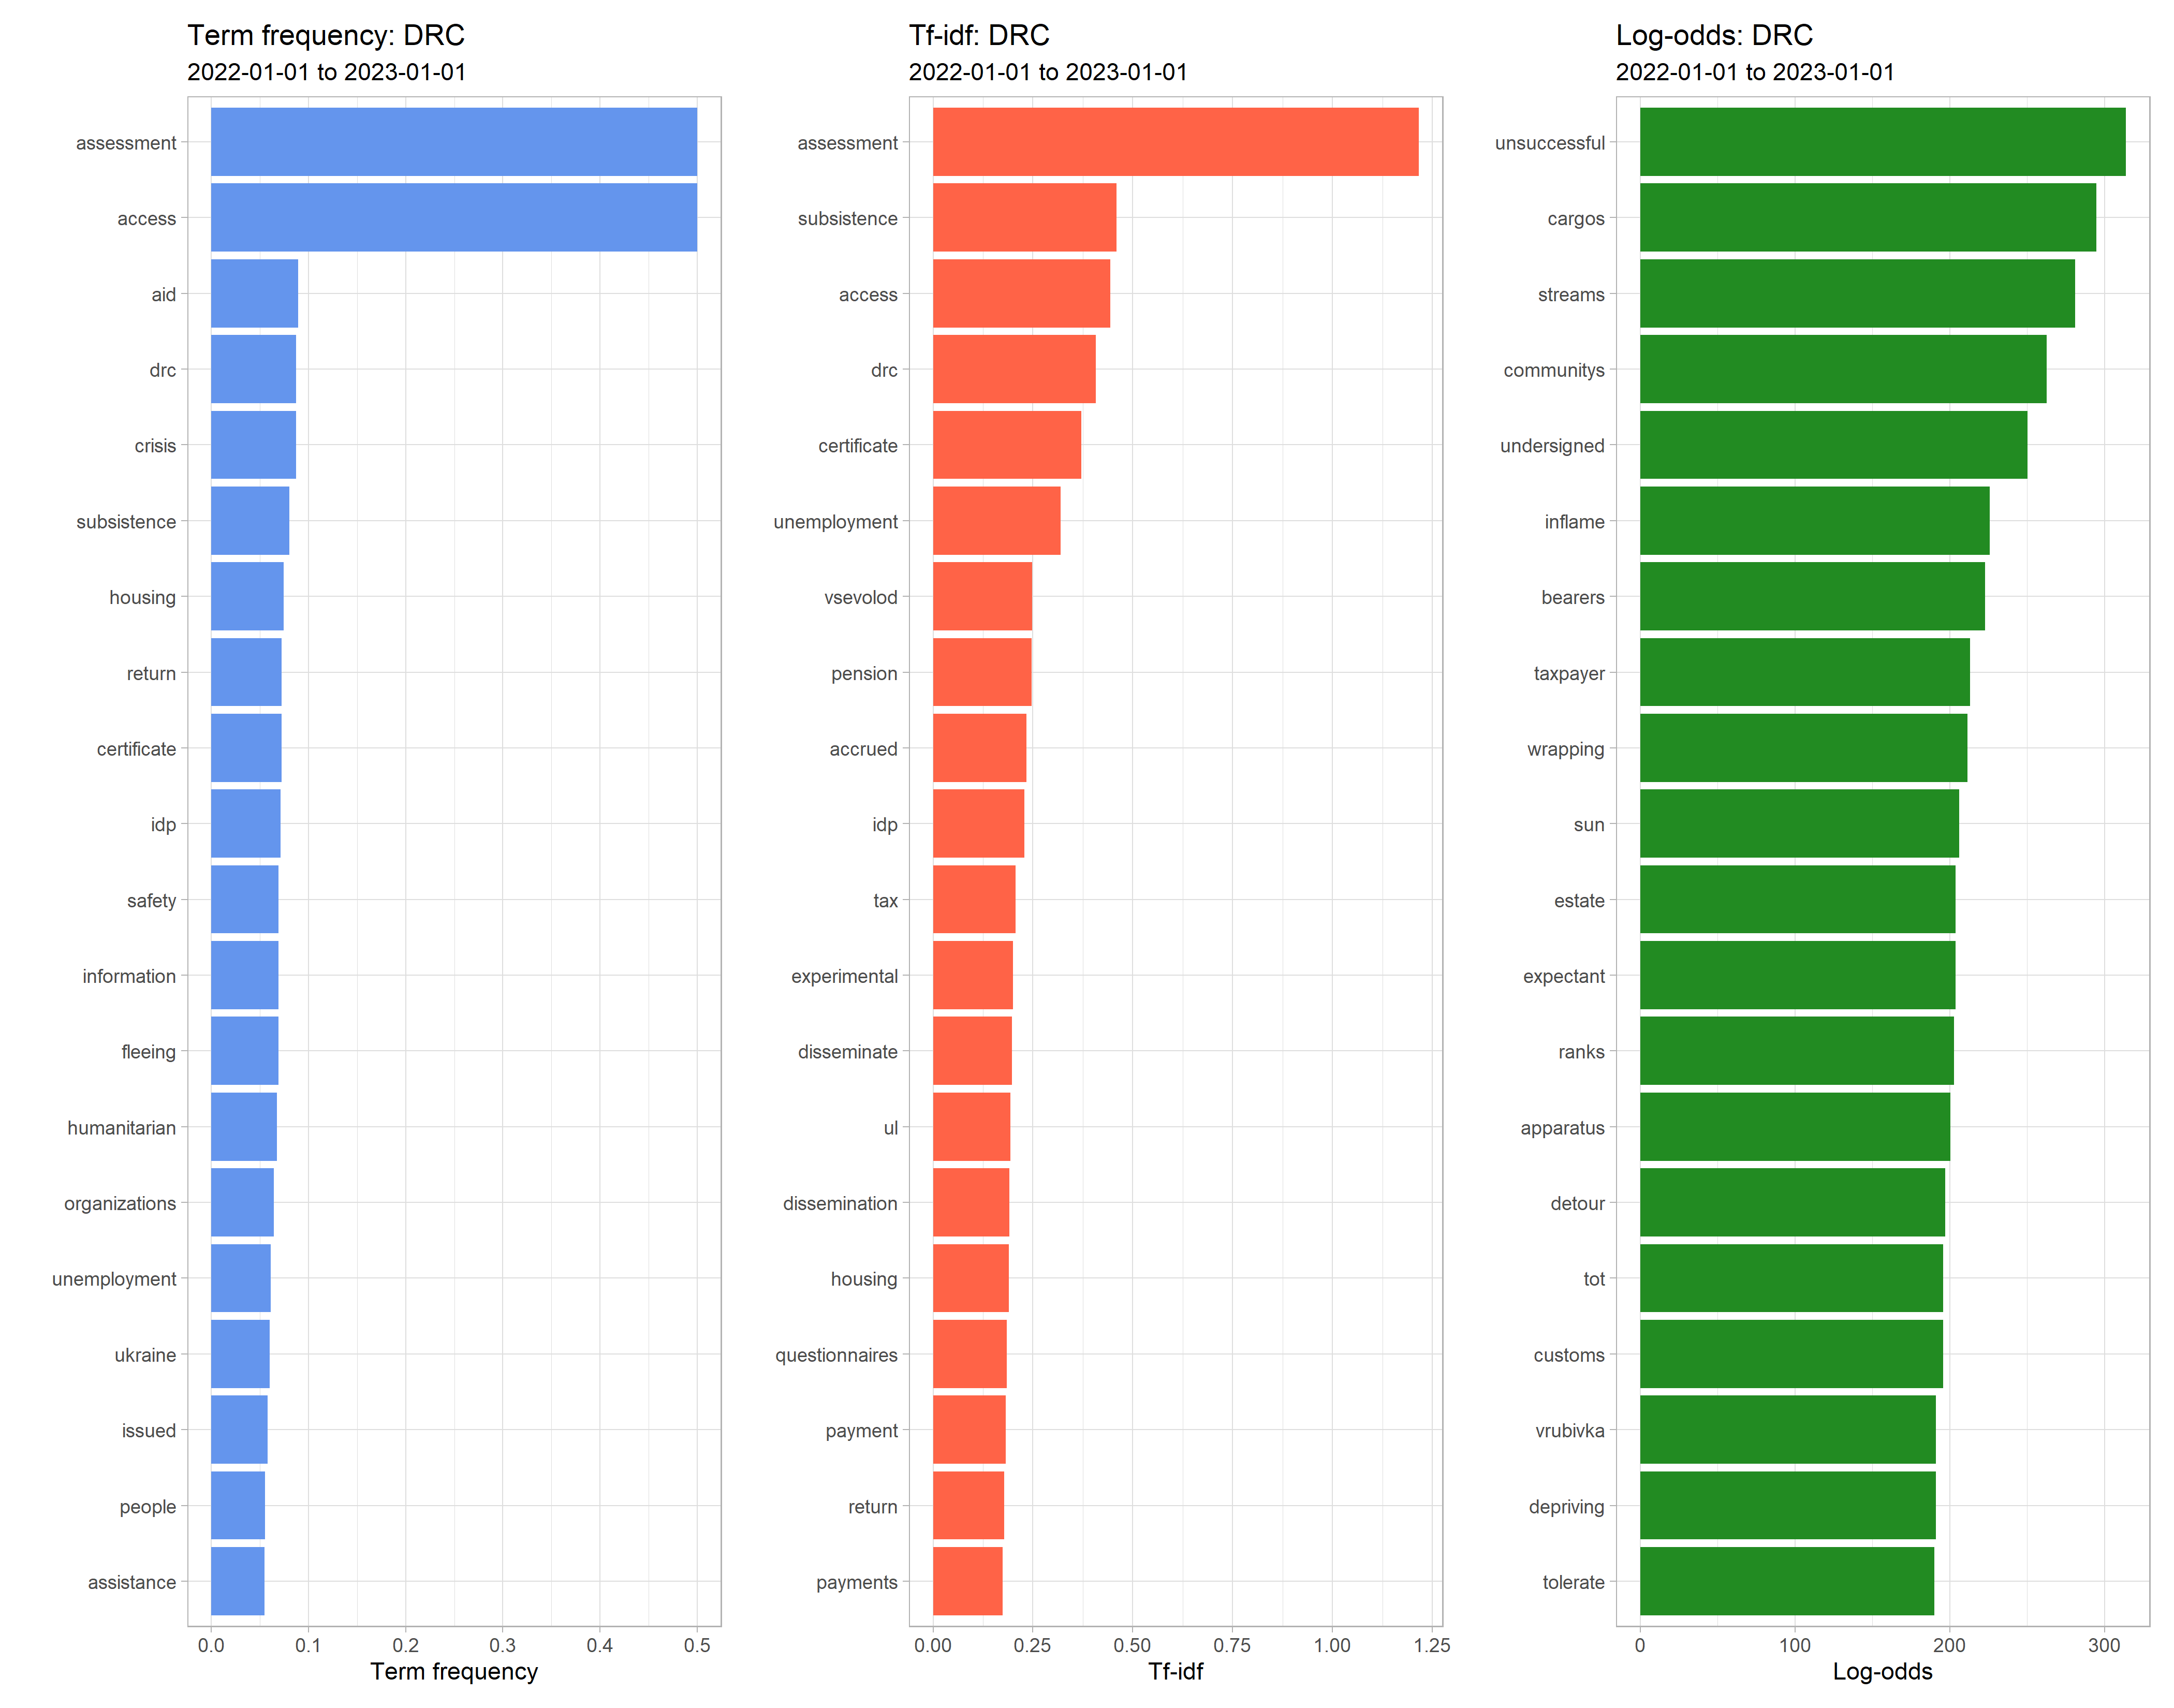 Term frequency: DRC
2022-01-01 to 2023-01-01
assessment
access
aid
drc
crisis
subsistence
housing
return
certificate
idp
safety
information
fleeing
humanitarian
organizations
unemployment
ukraine
issued
people
assistance
0.0 0.1 0.2 0.3 0.4 0.5
Term frequency
Tf-idf: DRC
2022-01-01 to 2023-01-01
assessment
subsistence
access
drc
certificate
unemployment
vsevolod
pension
accrued
idp
tax
experimental
disseminate
ul
dissemination
housing
questionnaires
payment
return
payments
0.00 0.25 0.50 0.75 1.00 1.25
Tf-idf
Log-odds: DRC
2022-01-01 to 2023-01-01
unsuccessful
cargos
streams
communitys
undersigned
inflame
bearers
taxpayer
wrapping
sun
estate
expectant
ranks
apparatus
detour
tot
customs
vrubivka
depriving
tolerate
0 100 200 300
Log-odds